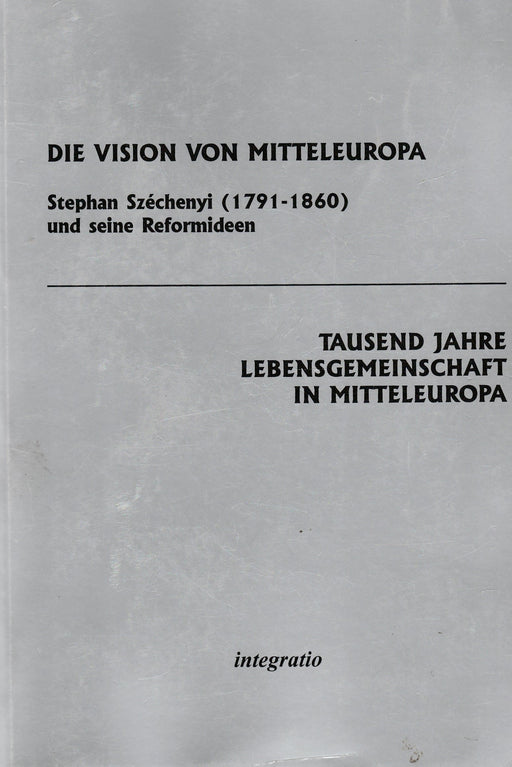 DIE VISION VON MITTELEUROPA
Stephan Széchenyi (1791-1860)
und seine Reformideen
TAUSEND JAHRE
LEBENSGEMEINSCHAFT
IN MITTELEUROPA
integratio